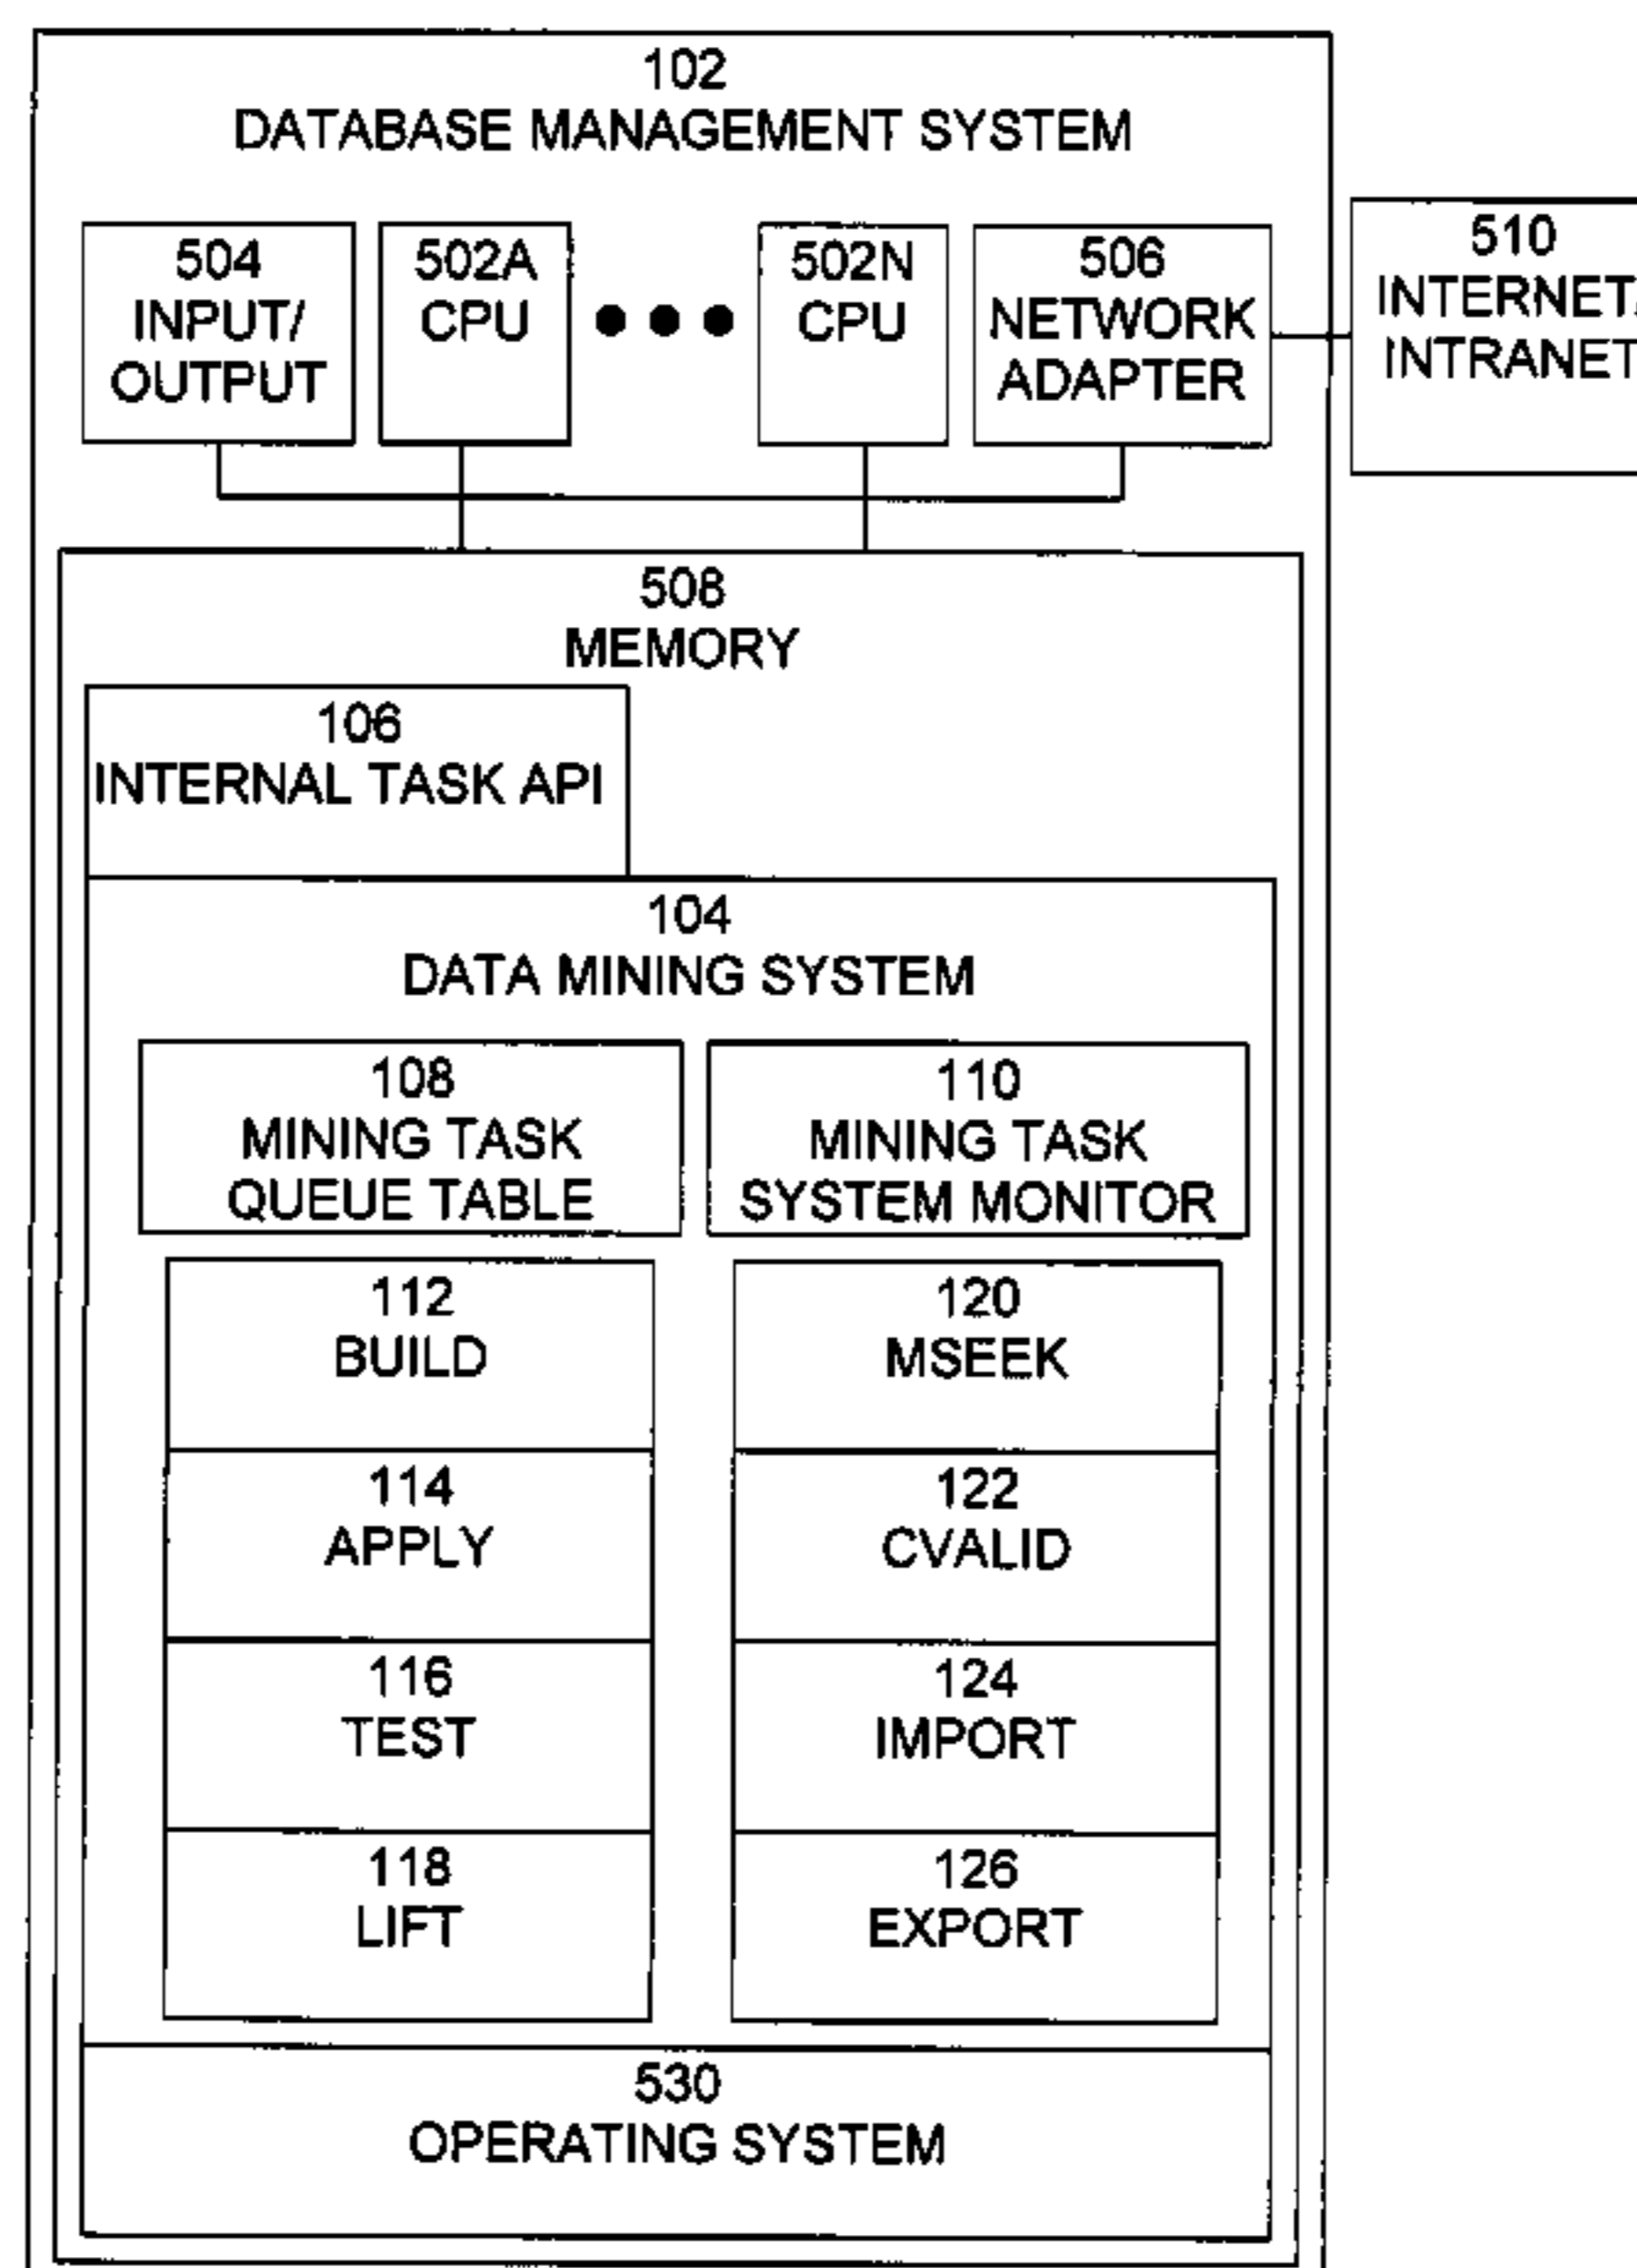 102
DATABASE MANAGEMENT SYSTEM
504
INPUT/
OUTPUT
502A
CPU
502N
CPU
506
NETWORK
ADAPTER
510
INTERNET/
INTRANET
508
MEMORY
106
INTERNAL TASK API
104
DATA MINING SYSTEM
108
MINING TASK
QUEUE TABLE
110
MINING TASK
SYSTEM MONITOR
112
BUILD
120
MSEEK
114
APPLY
122
CVALID
116
TEST
124
IMPORT
118
LIFT
126
EXPORT
530
OPERATING SYSTEM